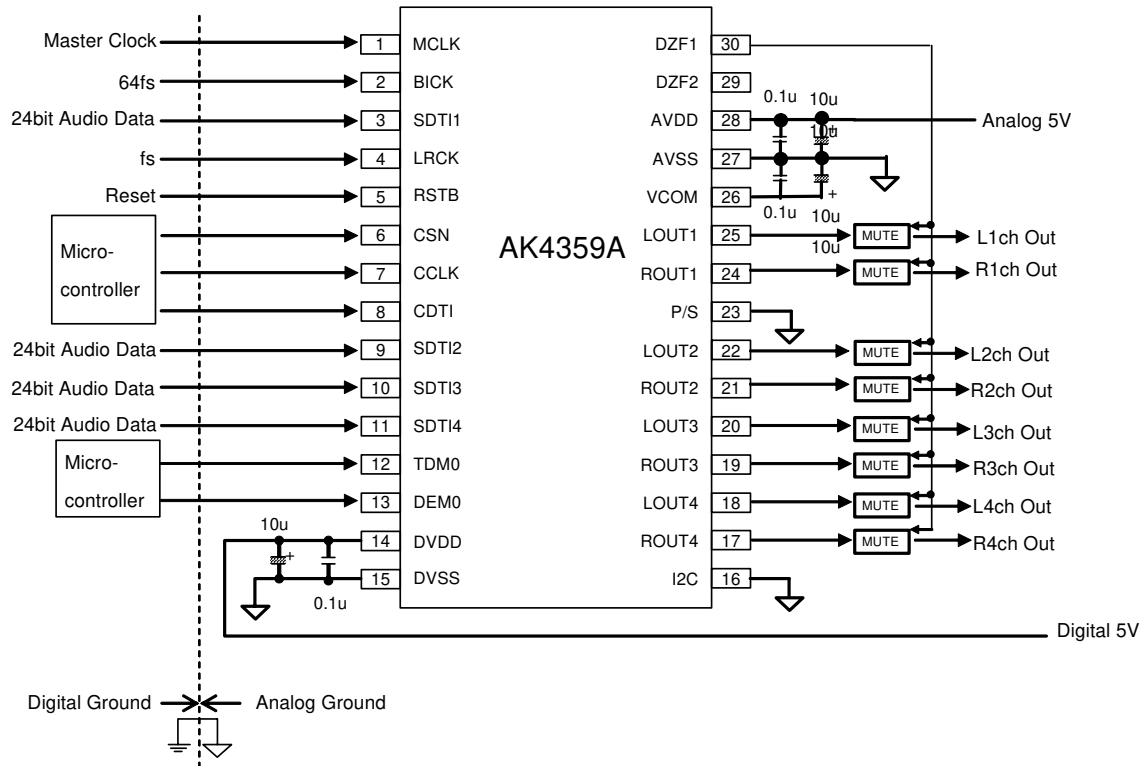 Master Clock
1
MCLK
DZF1
30
64fs
2
BICK
DZF2
29
0.1u
10u
24bit Audio Data
3
SDTI1
AVDD
28
Analog 5V
10u
fs
4
LRCK
AVSS
27
Reset
5
RSTB
VCOM
26
+
0.1u
10u
Micro-
controller
6
CSN
AK4359A
LOUT1
25
10u
MUTE
L1ch Out
7
CCLK
ROUT1
24
MUTE
R1ch Out
8
CDTI
P/S
23
24bit Audio Data
9
SDTI2
LOUT2
22
MUTE
L2ch Out
24bit Audio Data
10
SDTI3
ROUT2
21
MUTE
R2ch Out
24bit Audio Data
11
SDTI4
LOUT3
20
MUTE
L3ch Out
Micro-
controller
12
TDM0
ROUT3
19
MUTE
R3ch Out
13
DEM0
LOUT4
18
MUTE
L4ch Out
10u
+
14
DVDD
ROUT4
17
MUTE
R4ch Out
15
DVSS
I2C
16
0.1u
Digital 5V
Digital Ground
Analog Ground